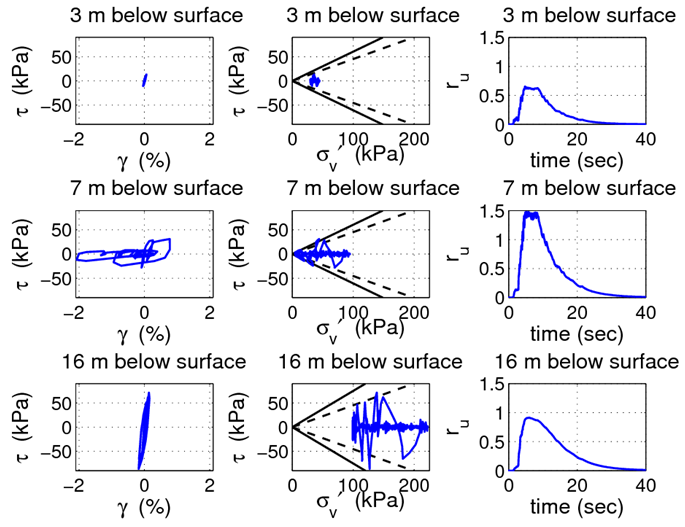 3 m below surface 3 m below surface 3 m below surface
τ (kPa) 50 0 −50
−2 0 2
γ (%)
τ (kPa) 50 0 −50
0 100 200
σv′ (kPa)
ru 1.5 1 0.5 0
0 20 40
time (sec)
7 m below surface 7 m below surface 7 m below surface
τ (kPa) 50 0 −50
−2 0 2
γ (%)
τ (kPa) 50 0 −50
0 100 200
σv′ (kPa)
ru 1.5 1 0.5 0
0 20 40
time (sec)
16 m below surface 16 m below surface 16 m below surface
τ (kPa) 50 0 −50
−2 0 2
γ (%)
τ (kPa) 50 0 −50
0 100 200
σv′ (kPa)
ru 1.5 1 0.5 0
0 20 40
time (sec)